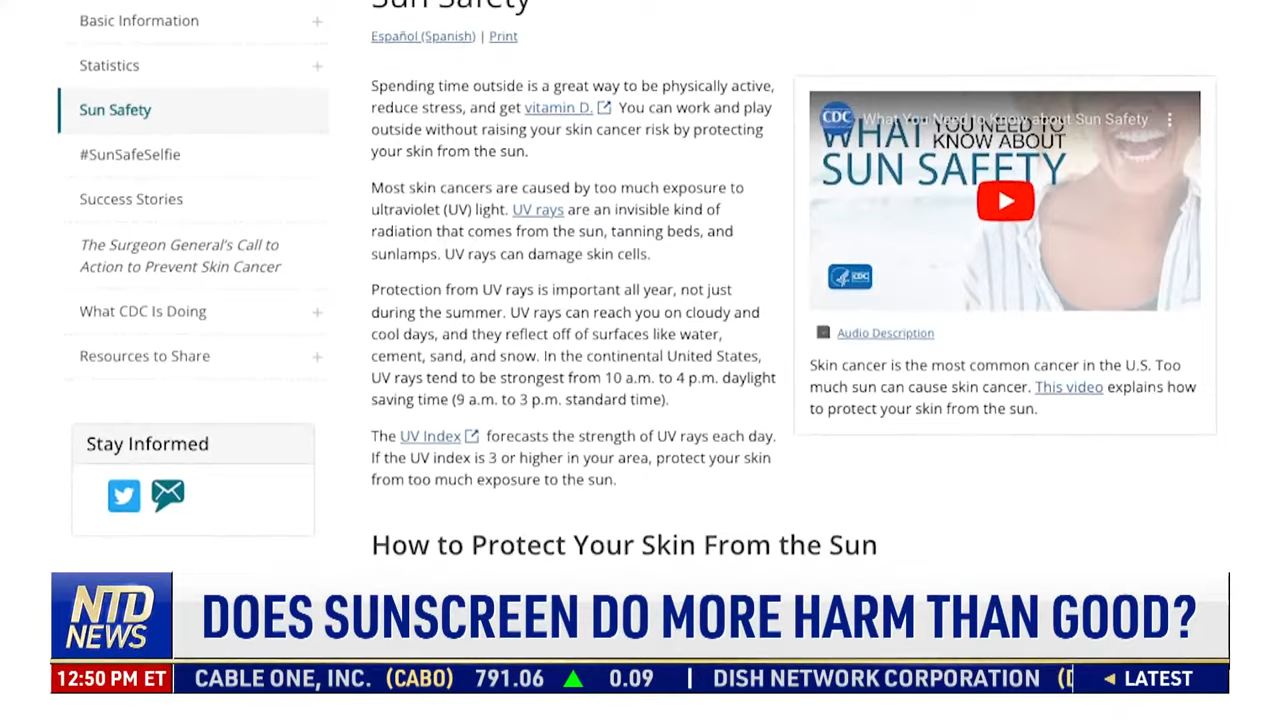 Sun Safety
Basic Information +
Statistics +
Sun Safety
#SunSafeSelfie
Success Stories
The Surgeon General's Call to
Action to Prevent Skin Cancer
What CDC Is Doing +
Resources to Share +
Stay Informed
Español (Spanish) | Print
Spending time outside is a great way to be physically active,
reduce stress, and get vitamin D. You can work and play
outside without raising your skin cancer risk by protecting
your skin from the sun.
Most skin cancers are caused by too much exposure to
ultraviolet (UV) light. UV rays are an invisible kind of
radiation that comes from the sun, tanning beds, and
sunlamps. UV rays can damage skin cells.
Protection from UV rays is important all year, not just
during the summer. UV rays can reach you on cloudy and
cool days, and they reflect off of surfaces like water,
cement, sand, and snow. In the continental United States,
UV rays tend to be strongest from 10 a.m. to 4 p.m. daylight
saving time (9 a.m. to 3 p.m. standard time).
The UV Index forecasts the strength of UV rays each day.
If the UV index is 3 or higher in your area, protect your skin
from too much exposure to the sun.
How to Protect Your Skin From the Sun
CDC What You Need to Know about Sun Safety
WHAT YOU NEED TO
KNOW ABOUT
SUN SAFETY
CDC
Audio Description
Skin cancer is the most common cancer in the U.S. Too
much sun can cause skin cancer. This video explains how
to protect your skin from the sun.
NTD
NEWS
DOES SUNSCREEN DO MORE HARM THAN GOOD?
12:50 PM ET CABLE ONE, INC. (CABO) 791.06 ▲ 0.09 | DISH NETWORK CORPORATION ◄ LATEST